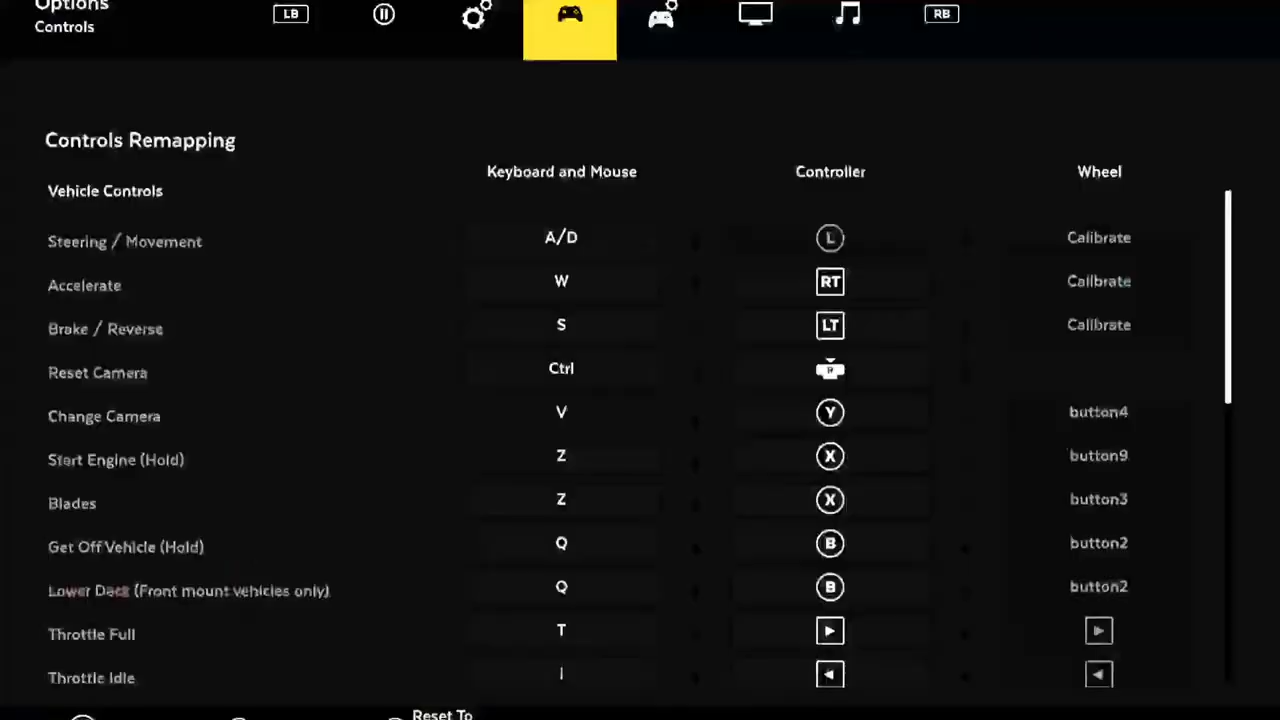 Options
Controls
LB
RB
Controls Remapping
Keyboard and Mouse Controller Wheel
Vehicle Controls
Steering / Movement A/D L Calibrate
Accelerate W RT Calibrate
Brake / Reverse S LT Calibrate
Reset Camera Ctrl R
Change Camera V Y button4
Start Engine (Hold) Z X button9
Blades Z X button3
Get Off Vehicle (Hold) Q B button2
Lower Deck (Front mount vehicles only) Q B button2
Throttle Full T
Throttle Idle
Reset To